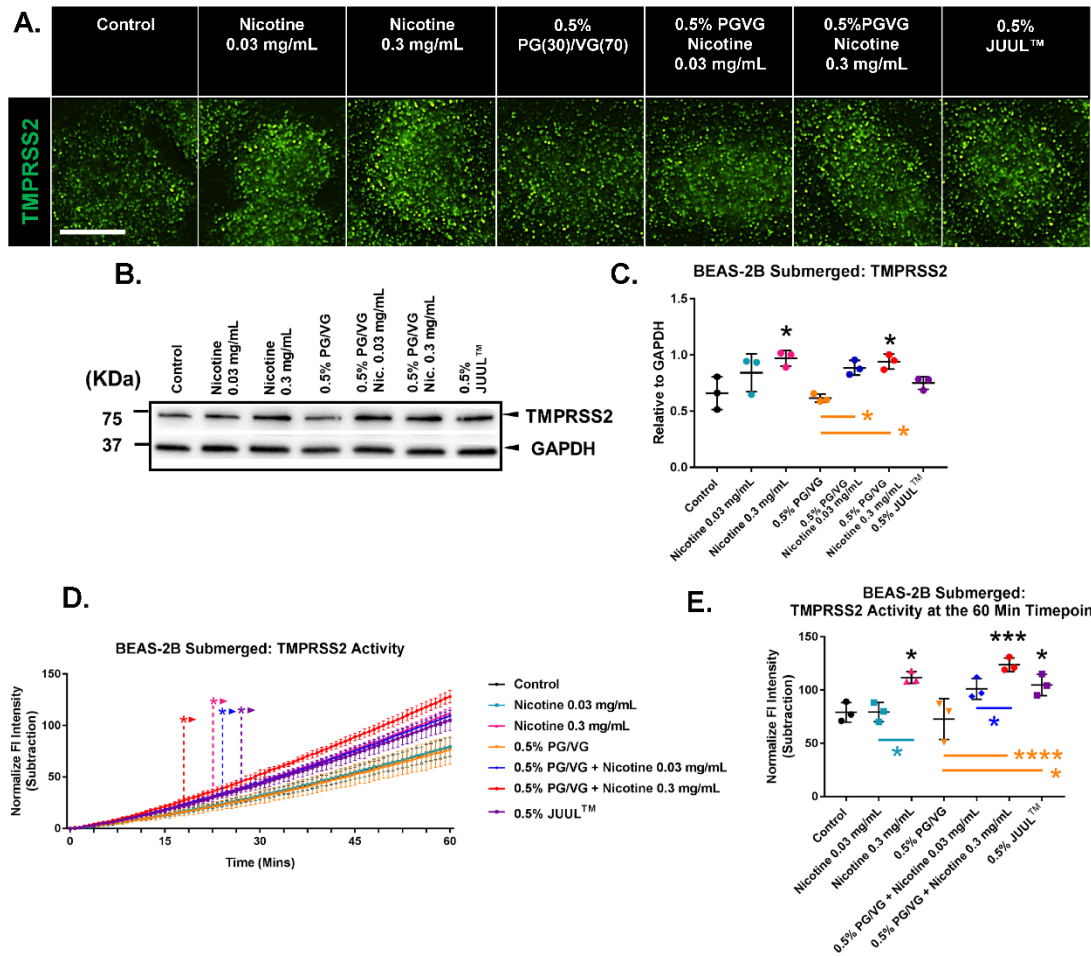 A.
Control
Nicotine
0.03 mg/mL
Nicotine
0.3 mg/mL
0.5%
PG(30)/VG(70)
0.5% PGVG
Nicotine
0.03 mg/mL
0.5%PGVG
Nicotine
0.3 mg/mL
0.5%
JUUL™
TMPRSS2
B.
Control
Nicotine
0.03 mg/mL
Nicotine
0.3 mg/mL
0.5% PG/VG
0.5% PG/VG
Nic. 0.03 mg/mL
0.5% PG/VG
Nic. 0.3 mg/mL
0.5%
JUUL™
(KDa)
75
37
TMPRSS2
GAPDH
C.
BEAS-2B Submerged: TMPRSS2
Relative to GAPDH
1.5
1.0
0.5
0.0
*
*
*
*
Control
Nicotine 0.03 mg/mL
Nicotine 0.3 mg/mL
0.5% PG/VG
0.5% PG/VG
Nicotine 0.03 mg/mL
0.5% PG/VG
Nicotine 0.3 mg/mL
0.5% JUUL™
D.
BEAS-2B Submerged: TMPRSS2 Activity
Normalize FI Intensity
(Subtraction)
150
100
50
0
* * * *
0 15 30 45 60
Time (Mins)
Control
Nicotine 0.03 mg/mL
Nicotine 0.3 mg/mL
0.5% PG/VG
0.5% PG/VG + Nicotine 0.03 mg/mL
0.5% PG/VG + Nicotine 0.3 mg/mL
0.5% JUUL™
E.
BEAS-2B Submerged:
TMPRSS2 Activity at the 60 Min Timepoin
Normalize FI Intensity
(Subtraction)
150
100
50
0
*
***
*
*
*
****
*
Control
Nicotine 0.03 mg/mL
Nicotine 0.3 mg/mL
0.5% PG/VG
0.5% PG/VG + Nicotine 0.03 mg/mL
0.5% PG/VG + Nicotine 0.3 mg/mL
0.5% JUUL™